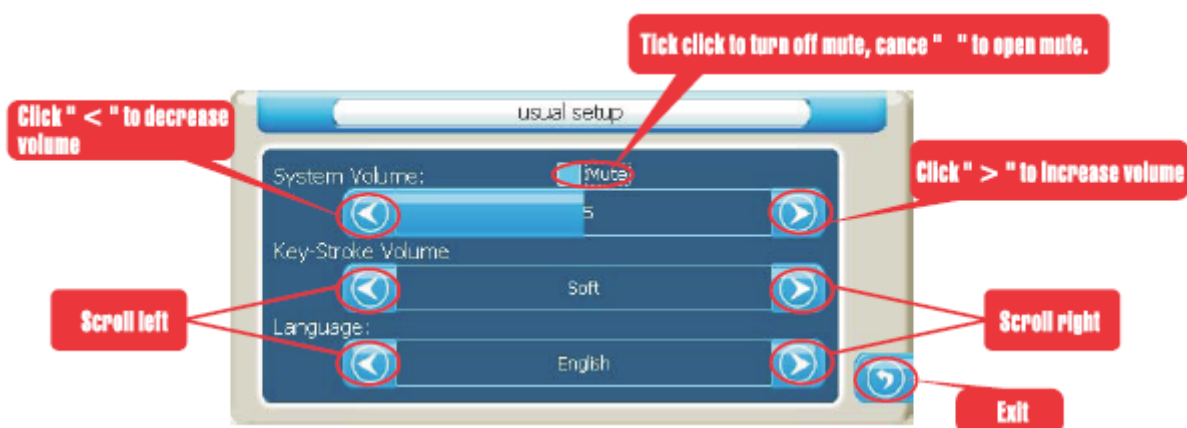 Tick click to turn off mute, cance " " to open mute.
Click " < " to decrease
volume
usual setup
System Volume:
Mute
Click " > " to increase volume
5
Key-Stroke Volume
Soft
Scroll left
Scroll right
Language:
English
Exit